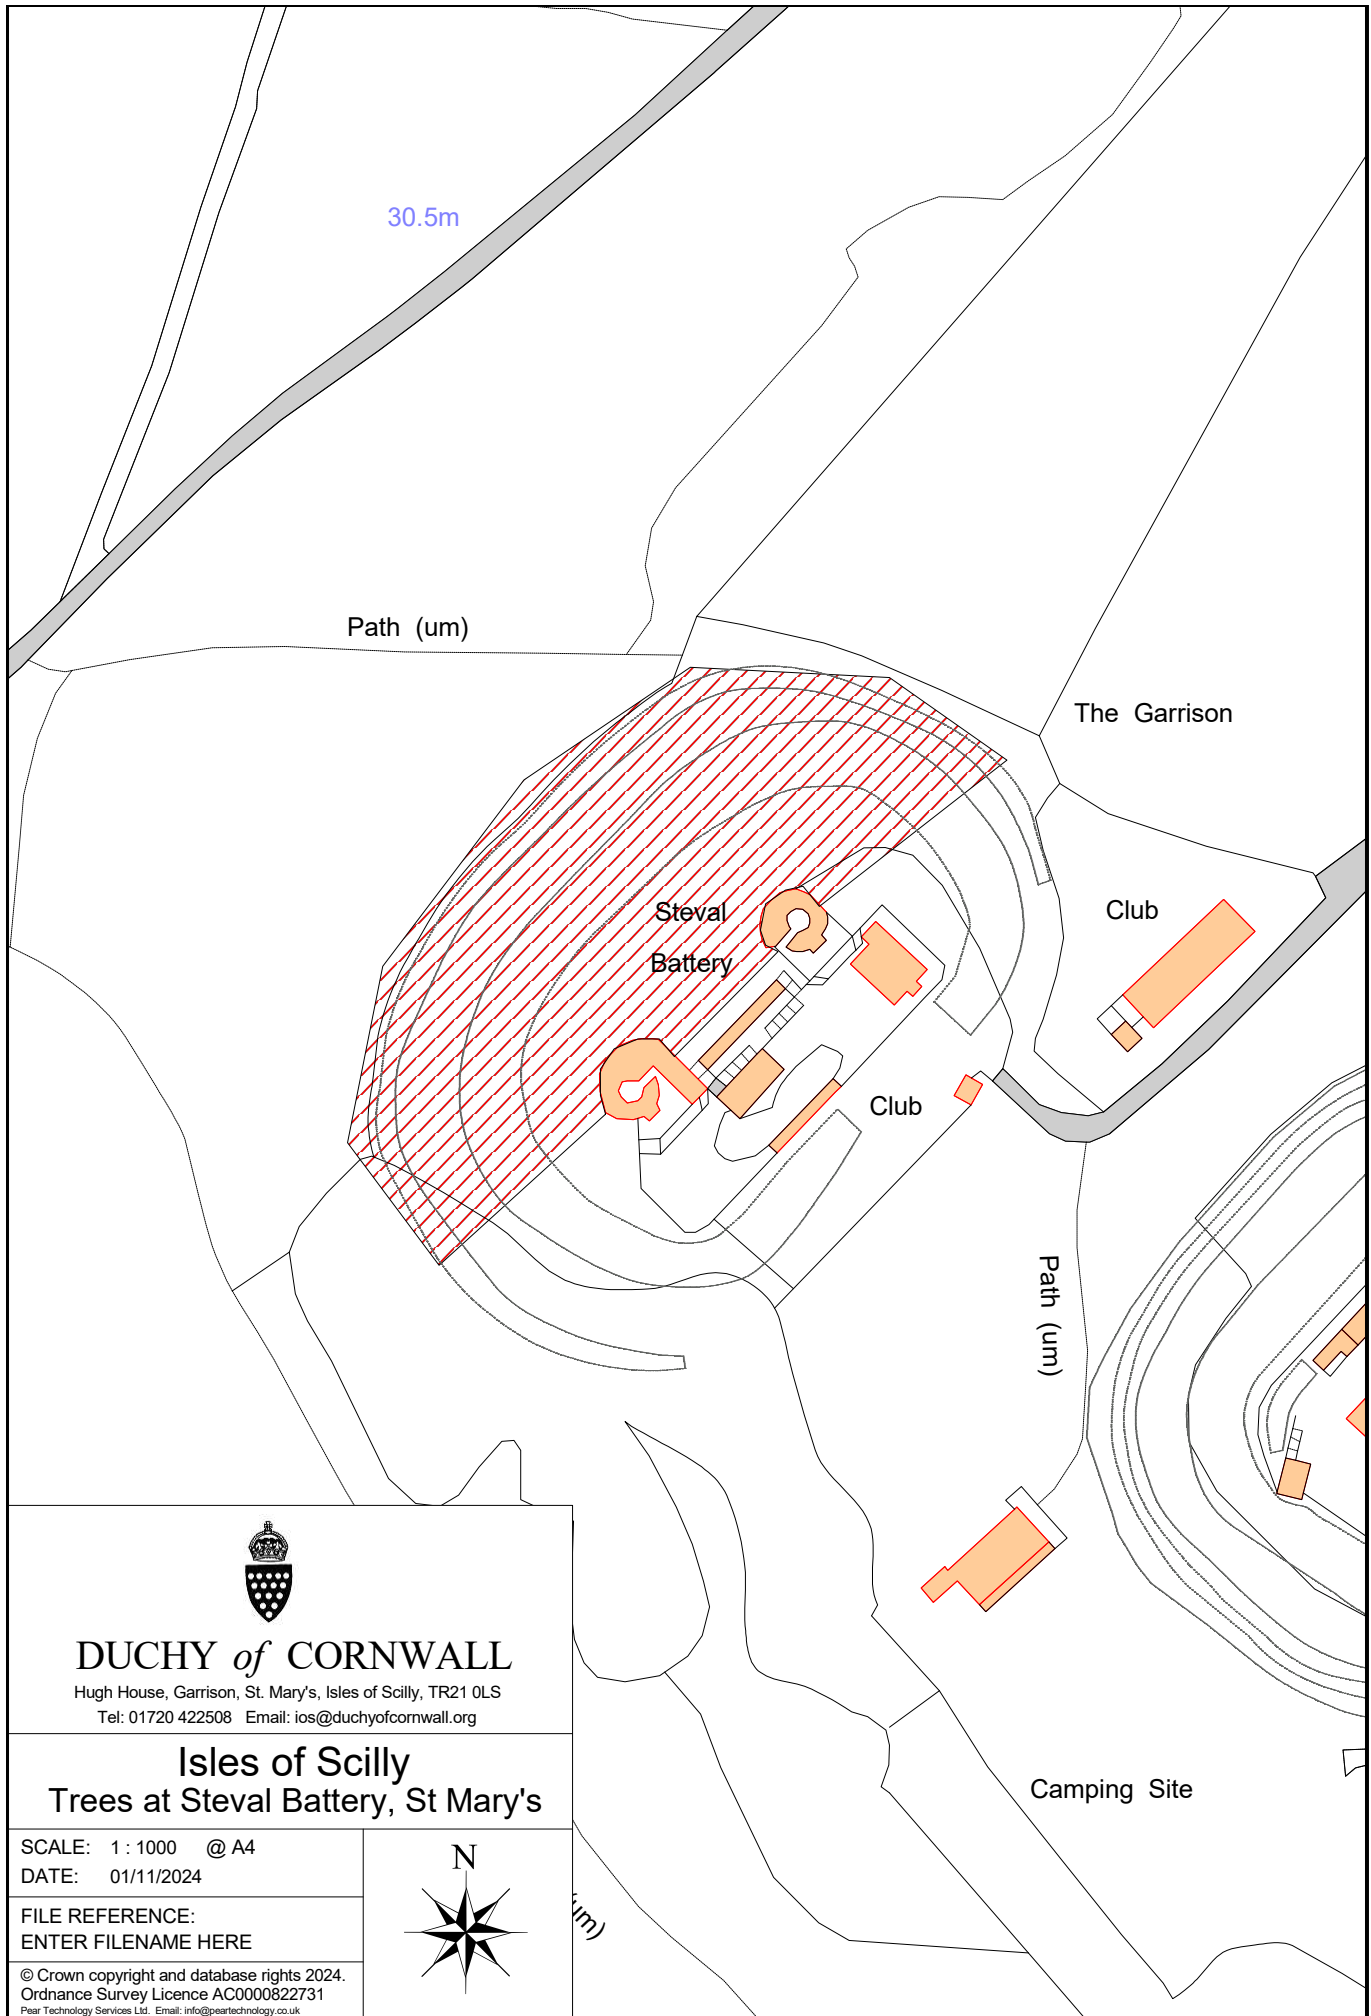 30.5m
Path (um)
The Garrison
Steval
Battery
Club
Club
Path (um)
Camping Site
(um)
DUCHY of CORNWALL
Hugh House, Garrison, St. Mary's, Isles of Scilly, TR21 0LS
Tel: 01720 422508 Email: ios@duchyofcornwall.org
Isles of Scilly
Trees at Steval Battery, St Mary's
SCALE: 1 : 1000 @ A4
DATE: 01/11/2024
N
FILE REFERENCE:
ENTER FILENAME HERE
© Crown copyright and database rights 2024.
Ordnance Survey Licence AC0000822731
Pear Technology Services Ltd. Email: info@peartechnology.co.uk